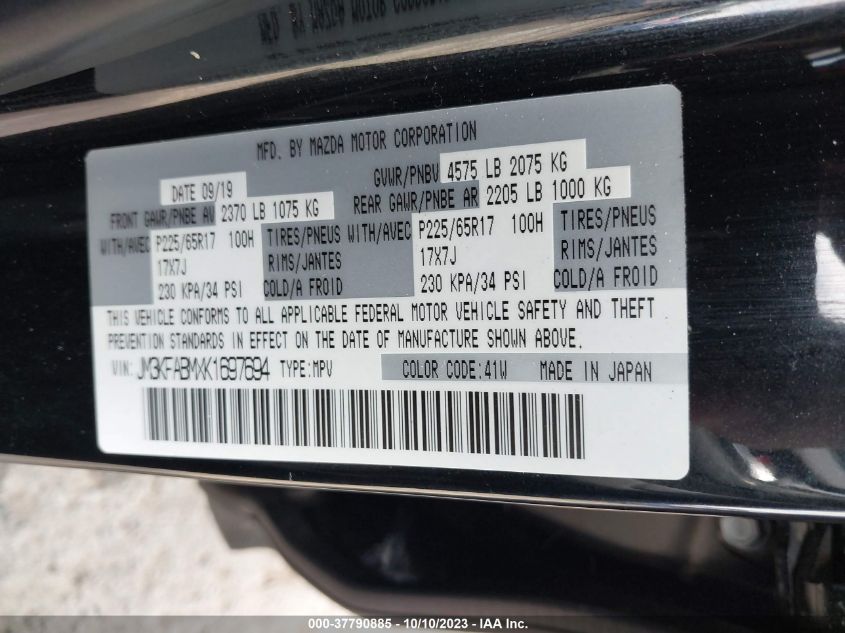 MFD. BY MAZDA MOTOR CORPORATION
DATE 09/19 GVWR/PNBV 4575 LB 2075 KG
FRONT GAWR/PNBE AV 2370 LB 1075 KG REAR GAWR/PNBE AR 2205 LB 1000 KG
WITH/AVEC P225/65R17 100H TIRES/PNEUS WITH/AVEC P225/65R17 100H TIRES/PNEUS
17X7J RIMS/JANTES 17X7J RIMS/JANTES
230 KPA/34 PSI COLD/A FROID 230 KPA/34 PSI COLD/A FROID
THIS VEHICLE CONFORMS TO ALL APPLICABLE FEDERAL MOTOR VEHICLE SAFETY AND THEFT
PREVENTION STANDARDS IN EFFECT ON THE DATE OF MANUFACTURE SHOWN ABOVE.
VIN: JM3KFABMXK1697694 TYPE:MPV COLOR CODE:41W MADE IN JAPAN
000-37790885 - 10/10/2023 - IAA Inc.